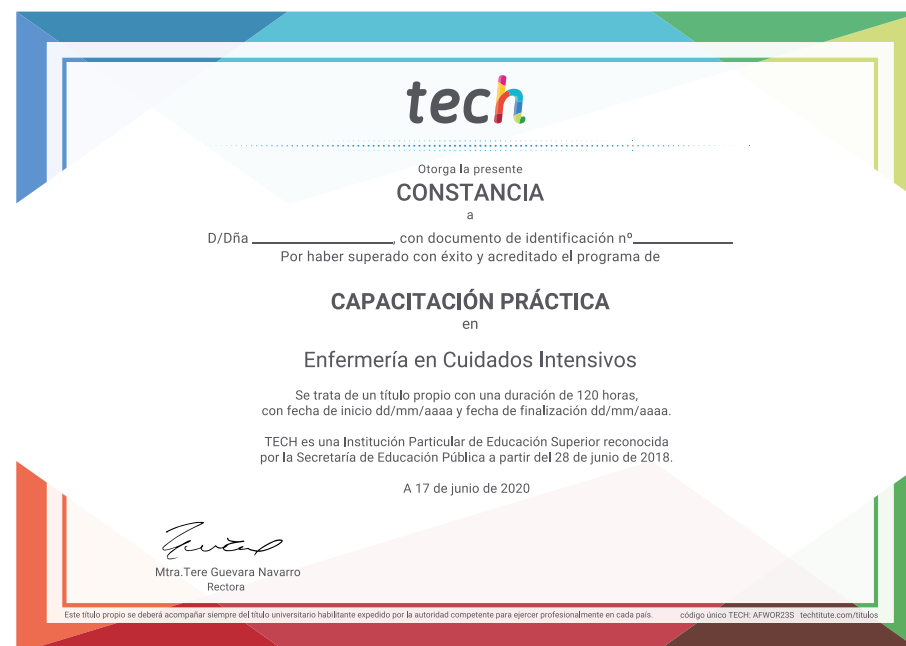 tech
Otorga la presente
CONSTANCIA
a
D/Dña ____________________, con documento de identificación nº______________
Por haber superado con éxito y acreditado el programa de
CAPACITACIÓN PRÁCTICA
en
Enfermería en Cuidados Intensivos
Se trata de un título propio con una duración de 120 horas,
con fecha de inicio dd/mm/aaaa y fecha de finalización dd/mm/aaaa.
TECH es una Institución Particular de Educación Superior reconocida
por la Secretaría de Educación Pública a partir del 28 de junio de 2018.
A 17 de junio de 2020
Mtra.Tere Guevara Navarro
Rectora
Este título propio se deberá acompañar siempre del título universitario habilitante expedido por la autoridad competente para ejercer profesionalmente en cada país. código único TECH: AFWOR23S techtitute.com/titulos